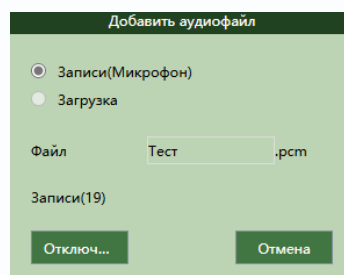 Добавить аудиофайл
Записи(Микрофон)
Загрузка
Файл Тест .pcm
Записи(19)
Отключ... Отмена